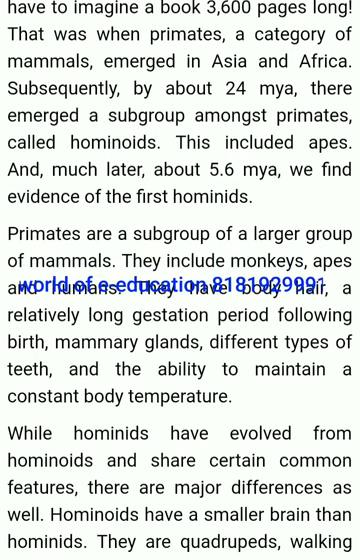 have to imagine a book 3,600 pages long!
That was when primates, a category of
mammals, emerged in Asia and Africa.
Subsequently, by about 24 mya, there
emerged a subgroup amongst primates,
called hominoids. This included apes.
And, much later, about 5.6 mya, we find
evidence of the first hominids.
Primates are a subgroup of a larger group
of mammals. They include monkeys, apes
and humans. They have body hair, a
world of e-education 8181929991
relatively long gestation period following
birth, mammary glands, different types of
teeth, and the ability to maintain a
constant body temperature.
While hominids have evolved from
hominoids and share certain common
features, there are major differences as
well. Hominoids have a smaller brain than
hominids. They are quadrupeds, walking